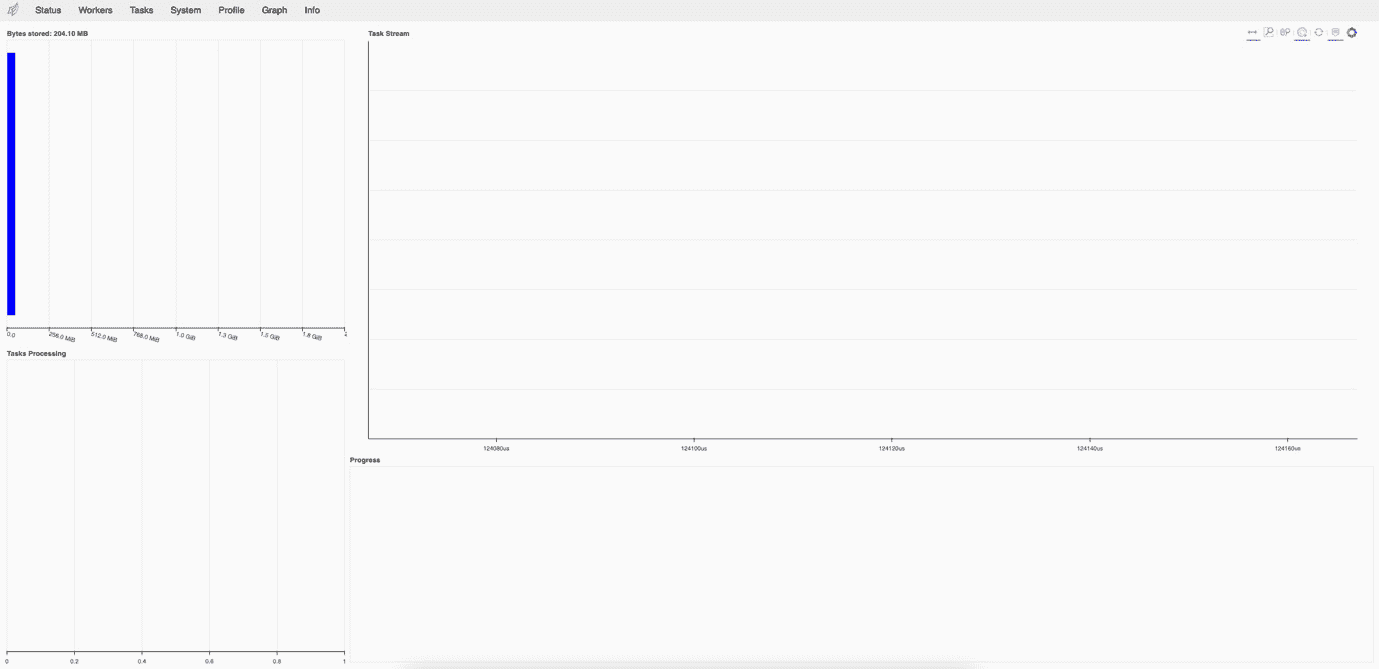 Status Workers Tasks System Profile Graph Info
Bytes stored: 204.10 MB
0.0 256.0 MiB 512.0 MiB 768.0 MiB 1.0 GiB 1.3 GiB 1.5 GiB 1.8 GiB
Tasks Processing
0 0.2 0.4 0.6 0.8 1
Task Stream
124080us 124100us 124120us 124140us 124160us
Progress